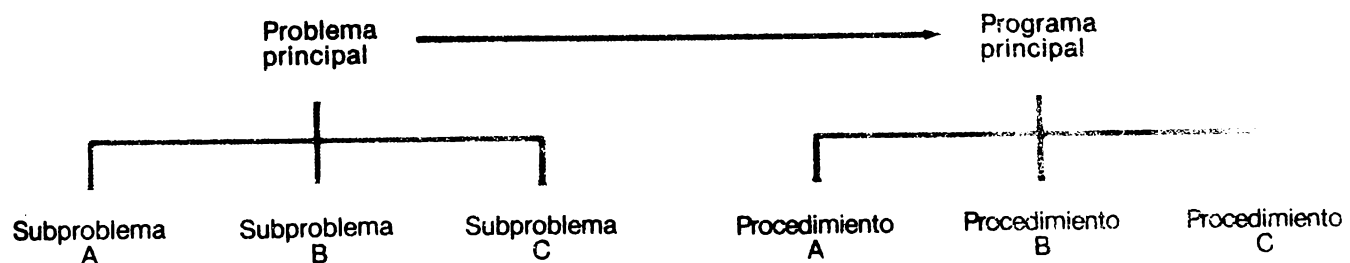 Problema
principal
Programa
principal
Subproblema
A
Subproblema
B
Subproblema
C
Procedimiento
A
Procedimiento
B
Procedimiento
C